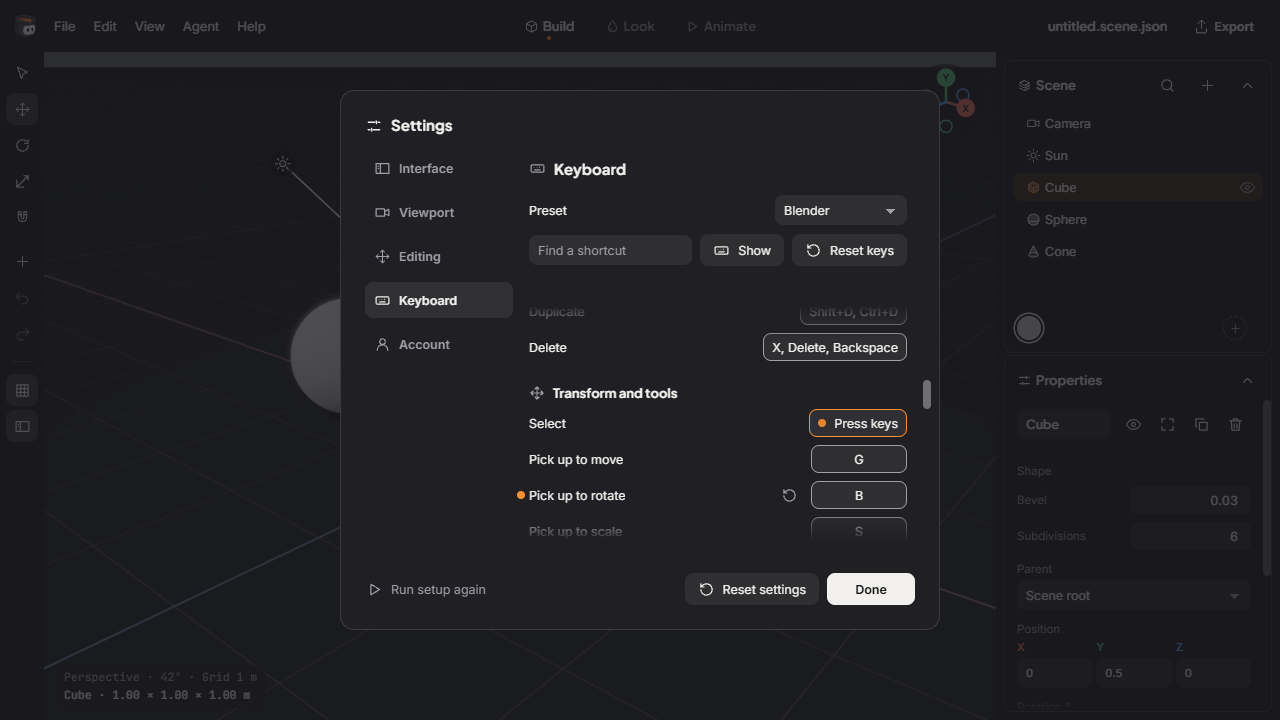 File Edit View Agent Help
Build Look Animate
untitled.scene.json Export
Y
X
Settings
Interface
Viewport
Editing
Keyboard
Account
Keyboard
Preset Blender
Find a shortcut Show Reset keys
Duplicate Shift+D, Ctrl+D
Delete X, Delete, Backspace
Transform and tools
Select Press keys
Pick up to move G
Pick up to rotate B
Pick up to scale S
Run setup again Reset settings Done
Scene
Camera
Sun
Cube
Sphere
Cone
Properties
Cube
Shape
Bevel 0.03
Subdivisions 6
Parent
Scene root
Position
X Y Z
0 0.5 0
Rotation °
Perspective · 42° · Grid 1 m
Cube · 1.00 × 1.00 × 1.00 m